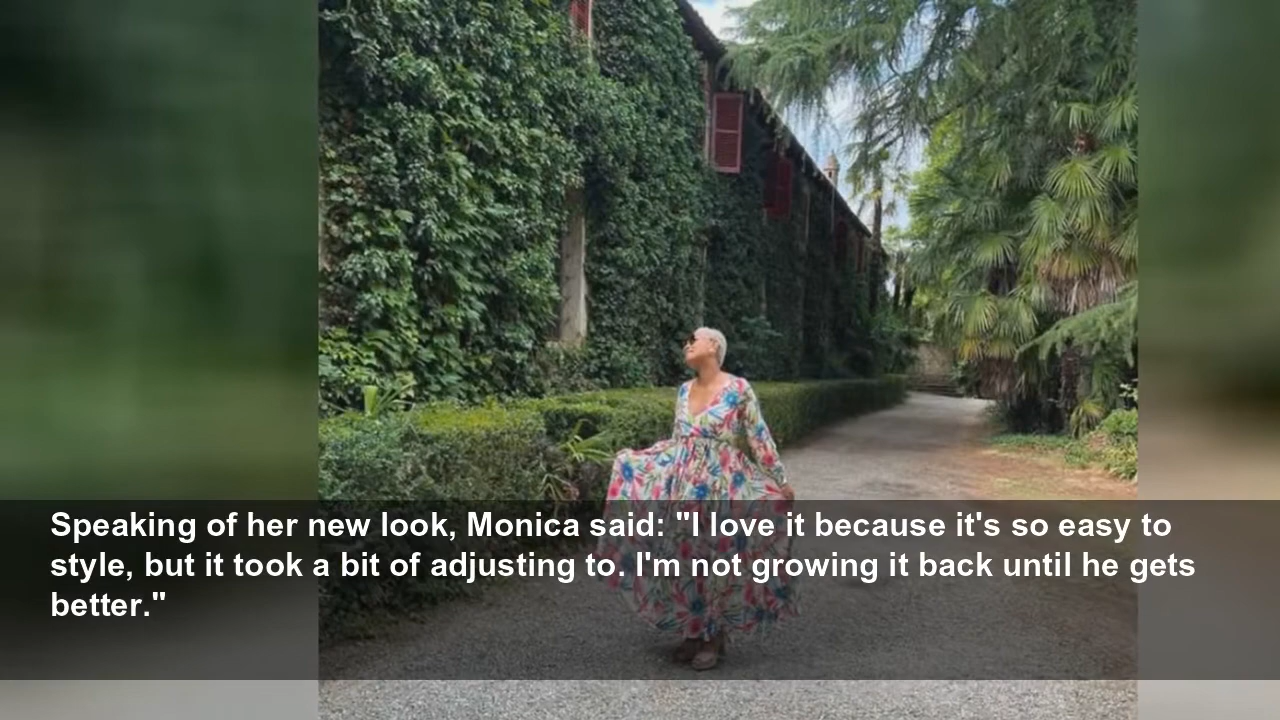 Speaking of her new look, Monica said: "I love it because it's so easy to
style, but it took a bit of adjusting to. I'm not growing it back until he gets
better."